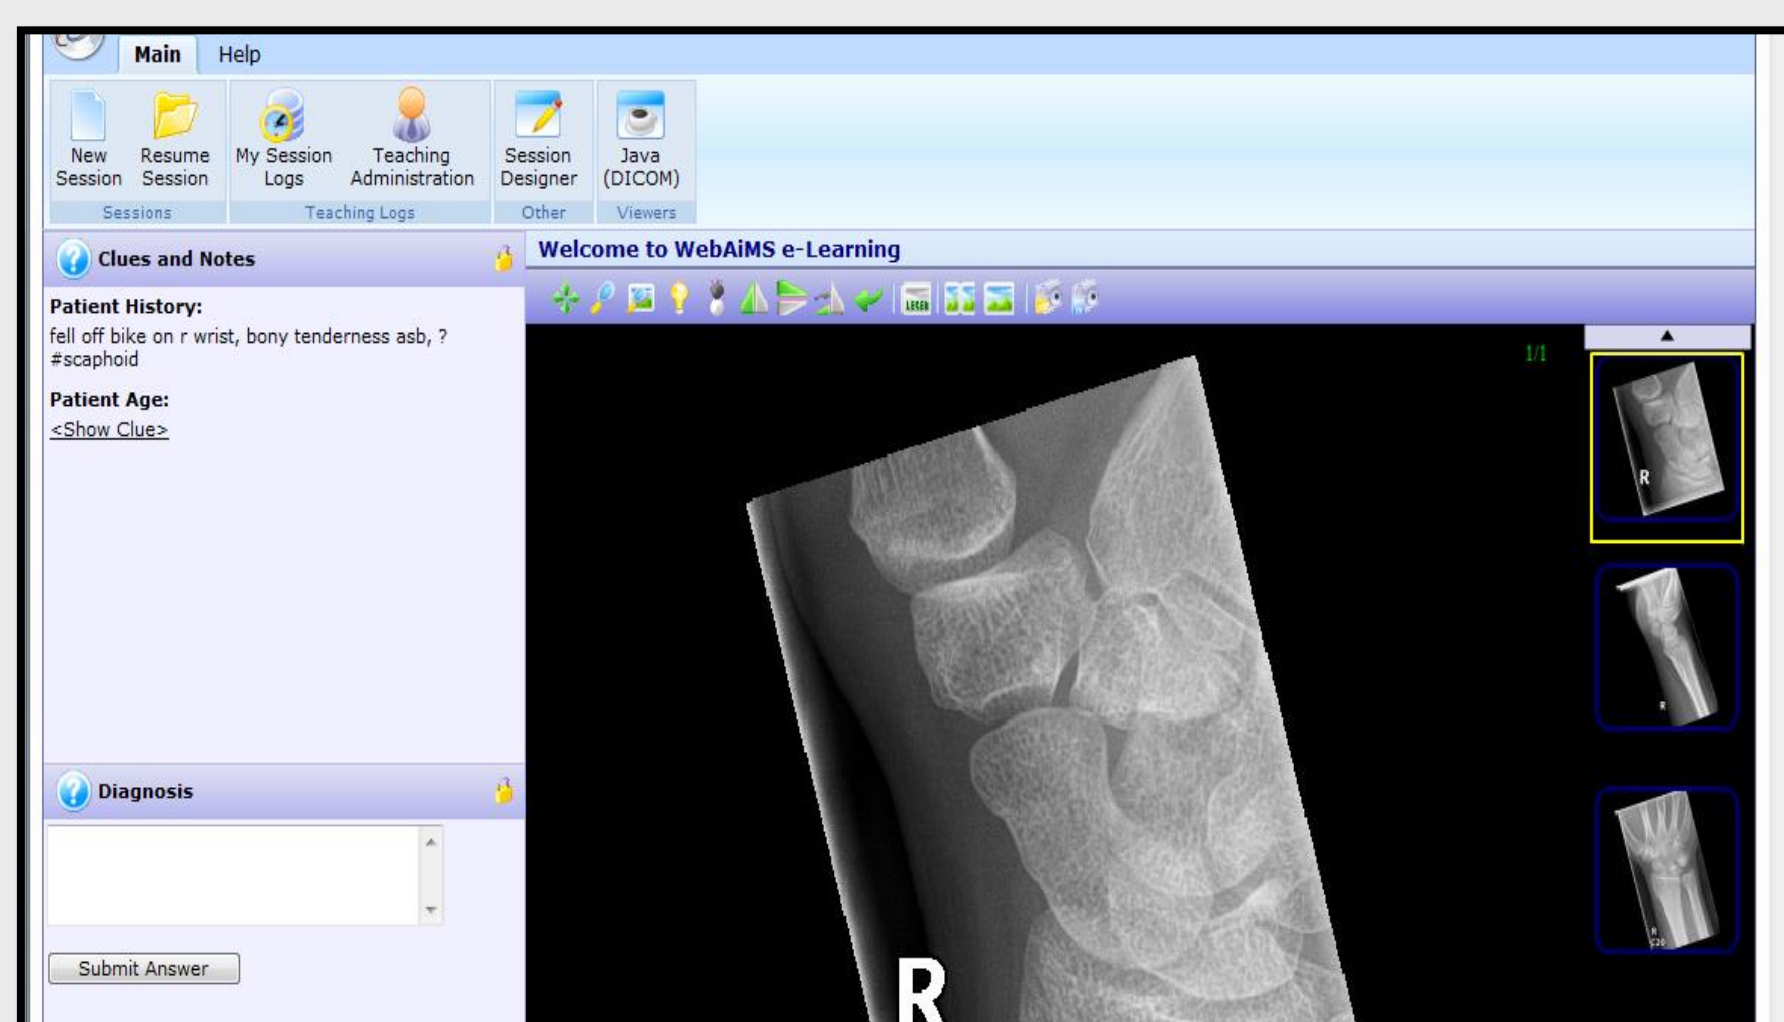 Main Help
New Session
Resume Session
My Session Logs
Teaching Administration
Session Designer
Java (DICOM)
Sessions
Teaching Logs
Other
Viewers
Clues and Notes
Welcome to WebAiMS e-Learning
Patient History:
fell off bike on r wrist, bony tenderness asb, ?
#scaphoid
Patient Age:
<Show Clue>
1/1
R
R
R
R
C20
Diagnosis
Submit Answer